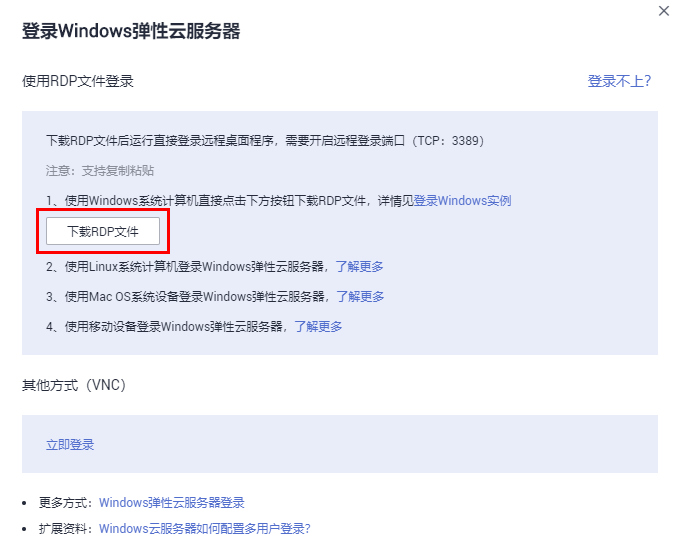 登录Windows弹性云服务器
使用RDP文件登录
登录不上?
下载RDP文件后运行直接登录远程桌面程序，需要开启远程登录端口（TCP：3389）
注意：支持复制粘贴
1、使用Windows系统计算机直接点击下方按钮下载RDP文件，详情见登录Windows实例
下载RDP文件
2、使用Linux系统计算机登录Windows弹性云服务器，了解更多
3、使用Mac OS系统设备登录Windows弹性云服务器，了解更多
4、使用移动设备登录Windows弹性云服务器，了解更多
其他方式（VNC）
立即登录
• 更多方式：Windows弹性云服务器登录
• 扩展资料：Windows云服务器如何配置多用户登录?